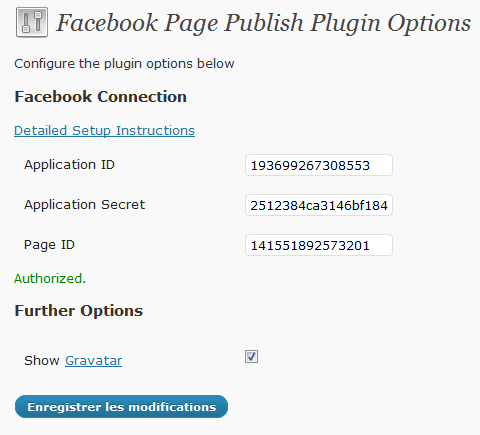 Facebook Page Publish Plugin Options
Configure the plugin options below
Facebook Connection
Detailed Setup Instructions
Application ID 193699267308553
Application Secret 2512384ca3146bf184
Page ID 141551892573201
Authorized.
Further Options
Show Gravatar
Enregistrer les modifications